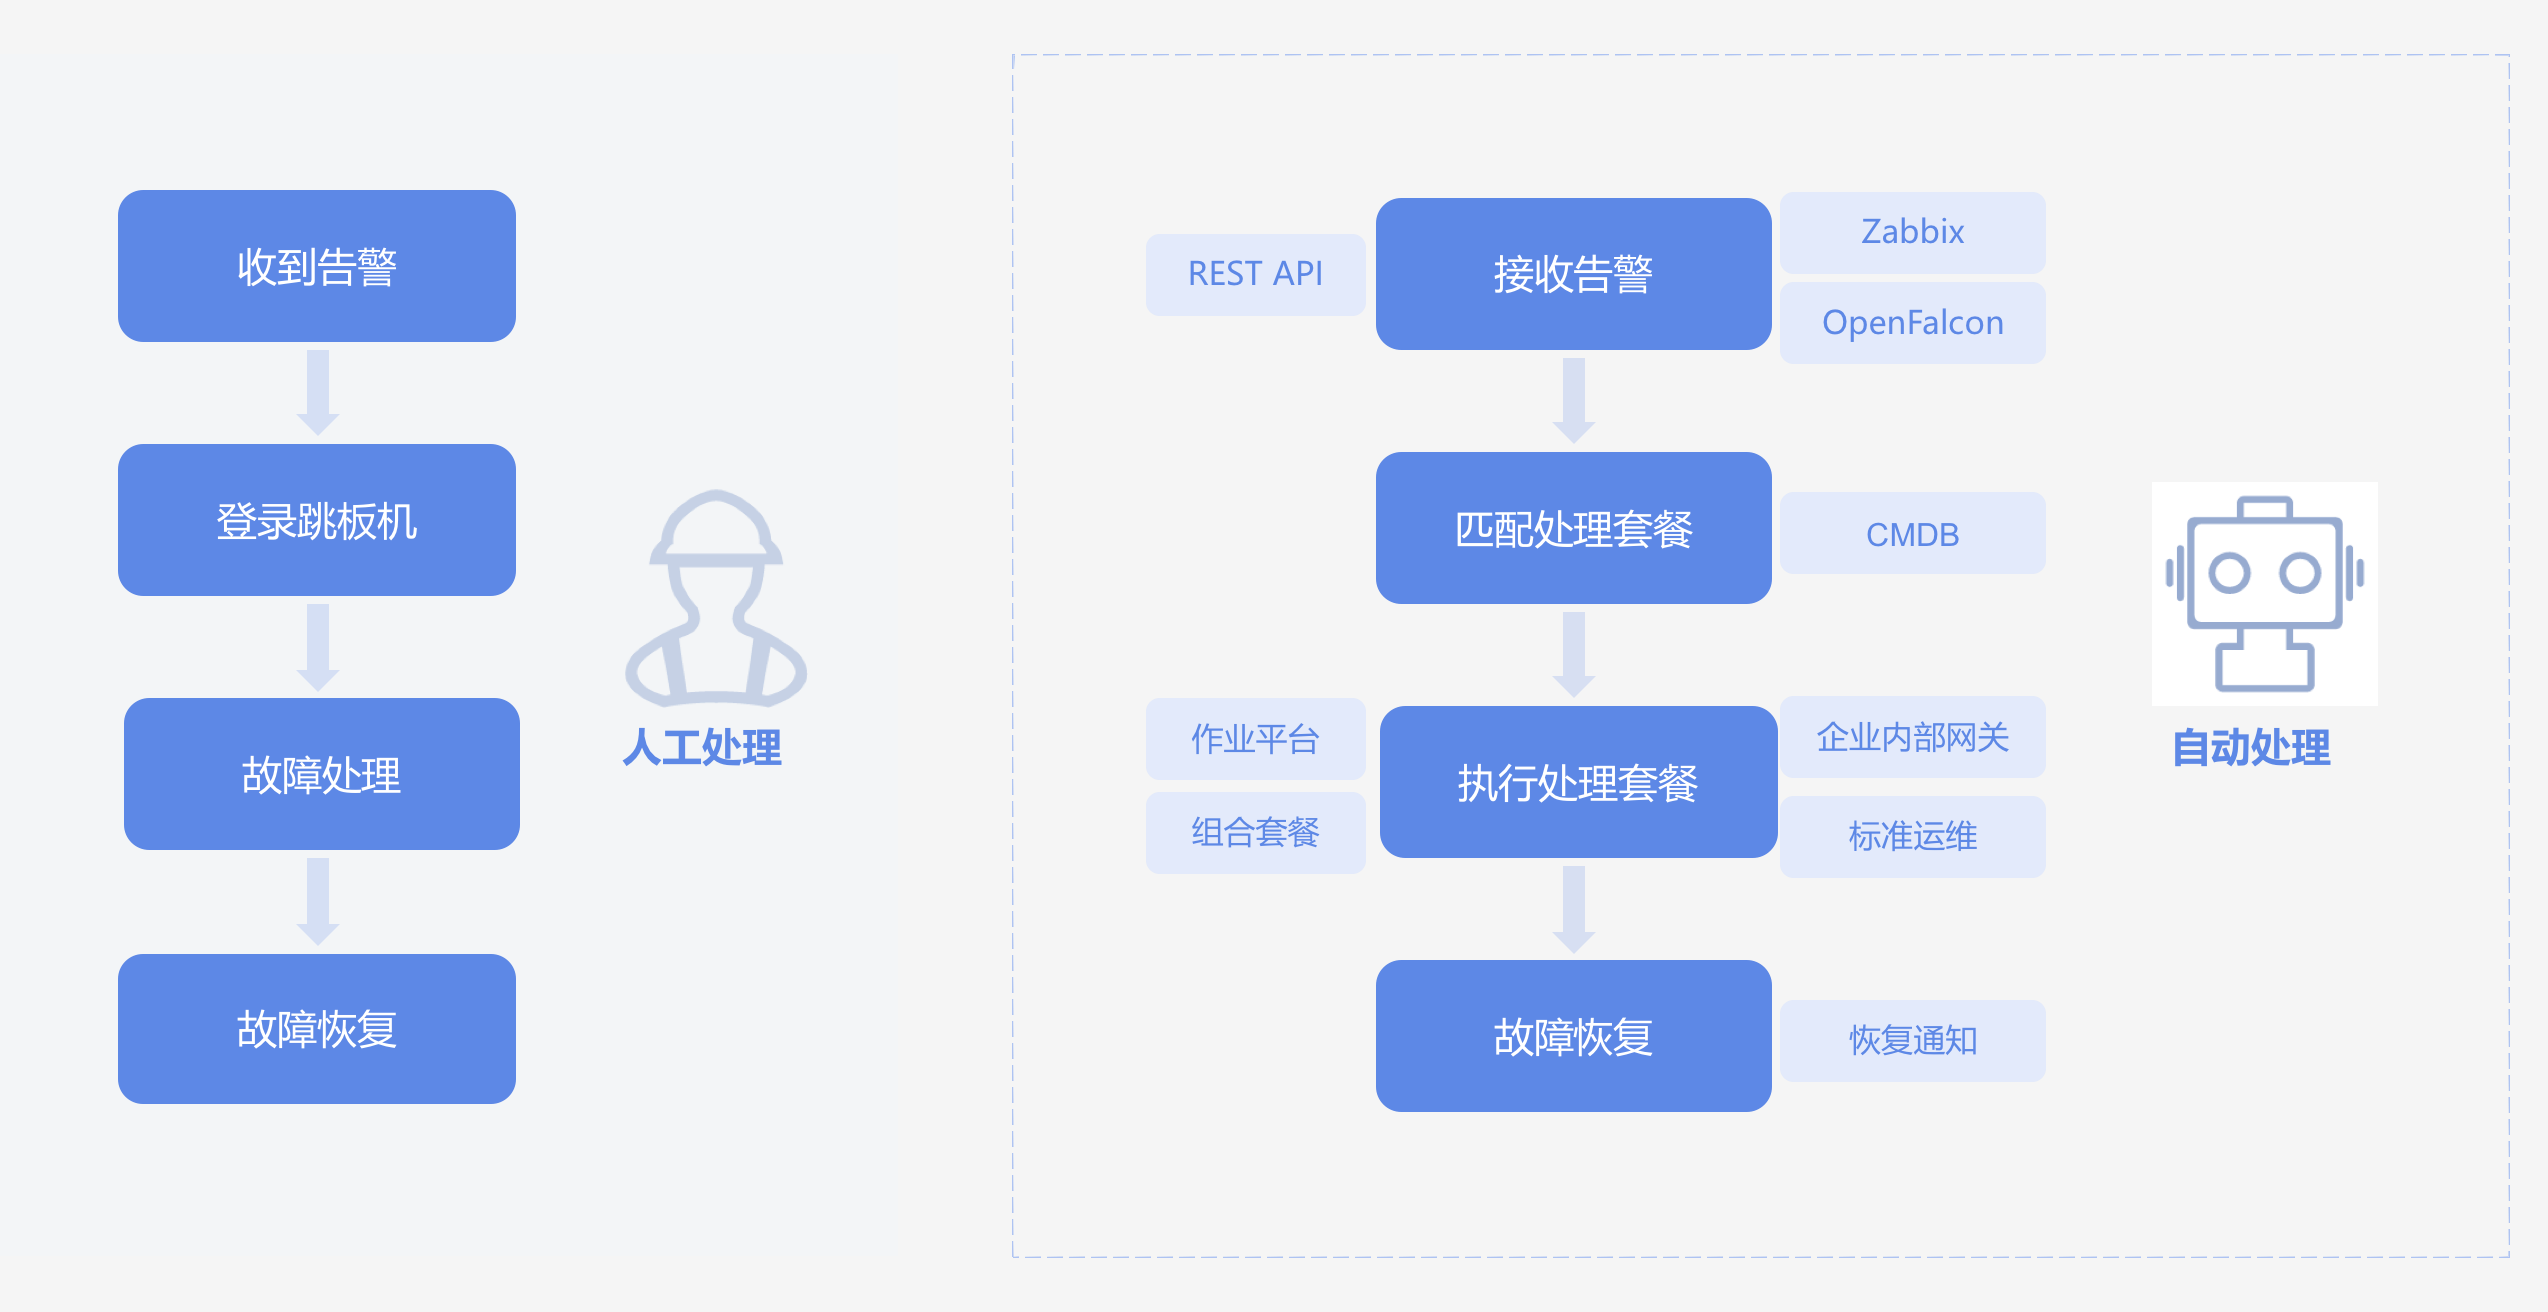 收到告警
登录跳板机
故障处理
故障恢复
人工处理
REST API
接收告警
Zabbix
OpenFalcon
匹配处理套餐
CMDB
作业平台
组合套餐
执行处理套餐
企业内部网关
标准运维
故障恢复
恢复通知
自动处理